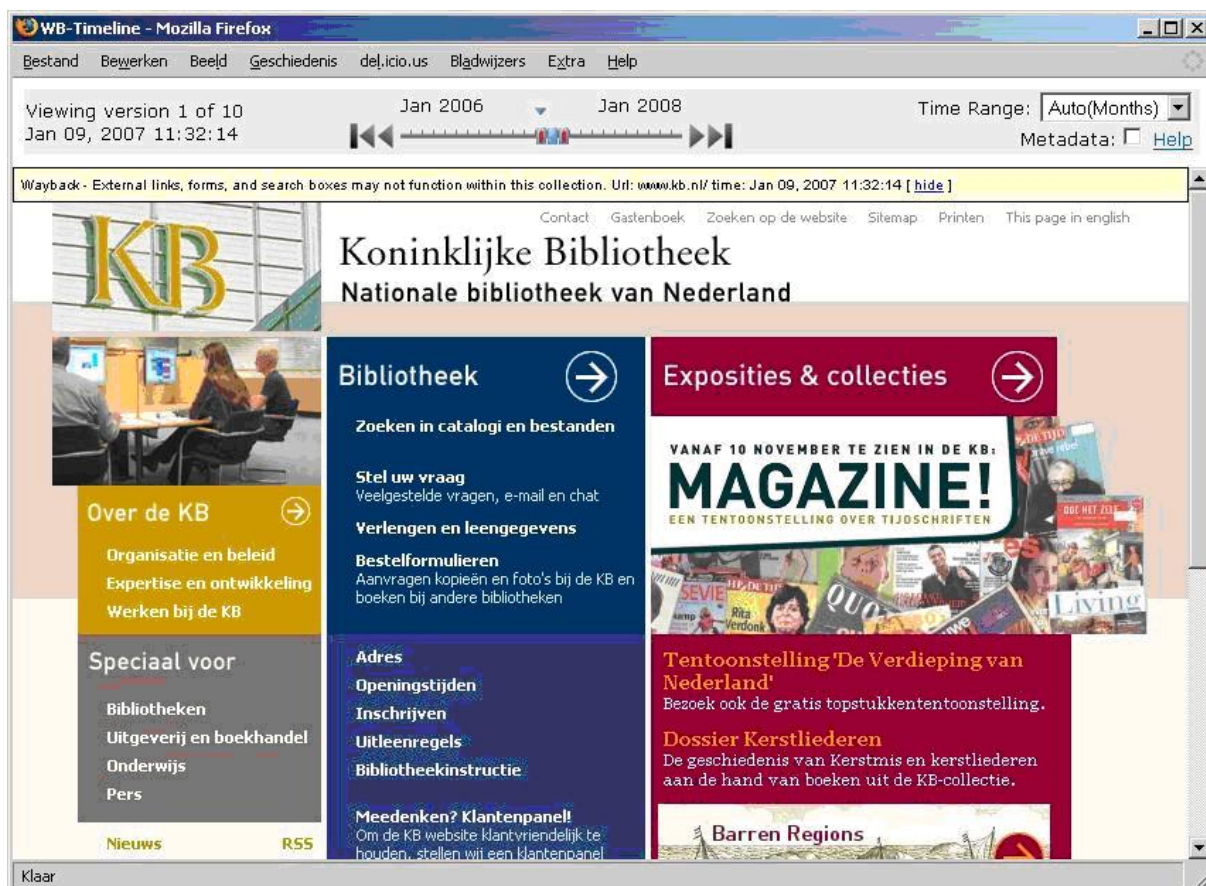 WB-Timeline - Mozilla Firefox
Bestand Bewerken Beeld Geschiedenis del.icio.us Bladwijzers Extra Help
Viewing version 1 of 10
Jan 09, 2007 11:32:14
Jan 2006 Jan 2008
Time Range: Auto(Months)
Metadata: Help
Wayback - External links, forms, and search boxes may not function within this collection. Url: www.kb.nl/ time: Jan 09, 2007 11:32:14 [ hide ]
Contact Gastenboek Zoeken op de website Sitemap Printen This page in english
KB
Koninklijke Bibliotheek
Nationale bibliotheek van Nederland
Over de KB
Organisatie en beleid
Expertise en ontwikkeling
Werken bij de KB
Speciaal voor
Bibliotheken
Uitgeverij en boekhandel
Onderwijs
Pers
Nieuws RSS
Bibliotheek
Zoeken in catalogi en bestanden
Stel uw vraag
Veelgestelde vragen, e-mail en chat
Verlengen en leengegevens
Bestelformulieren
Aanvragen kopieën en foto's bij de KB en
boeken bij andere bibliotheken
Adres
Openingstijden
Inschrijven
Uitleenregels
Bibliotheekinstructie
Meedenken? Klantenpanel!
Om de KB website klantvriendelijk te
houden, stellen wij een klantenpanel
Exposities & collecties
VANAF 10 NOVEMBER TE ZIEN IN DE KB:
MAGAZINE!
EEN TENTOONSTELLING OVER TIJDSCHRIFTEN
DE TIJD
SEVIE
HP DE TIJD
Rita
Verdonk
QUO
Living
Tentoonstelling 'De Verdieping van
Nederland'
Bezoek ook de gratis topstukkententoonstelling.
Dossier Kerstliederen
De geschiedenis van Kerstmis en kerstliederen
aan de hand van boeken uit de KB-collectie.
Barren Regions
Klaar